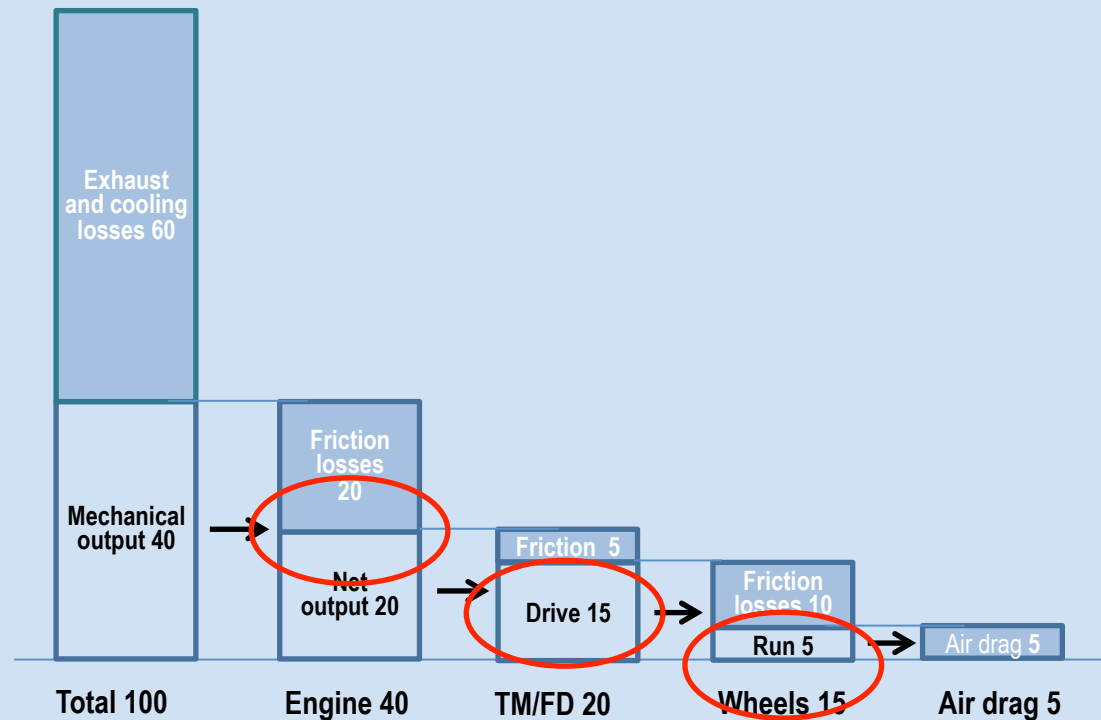 Exhaust
and cooling
losses 60
Mechanical
output 40
Friction
losses
20
Net
output 20
Friction 5
Drive 15
Friction
losses 10
Run 5
Air drag 5
Total 100
Engine 40
TM/FD 20
Wheels 15
Air drag 5